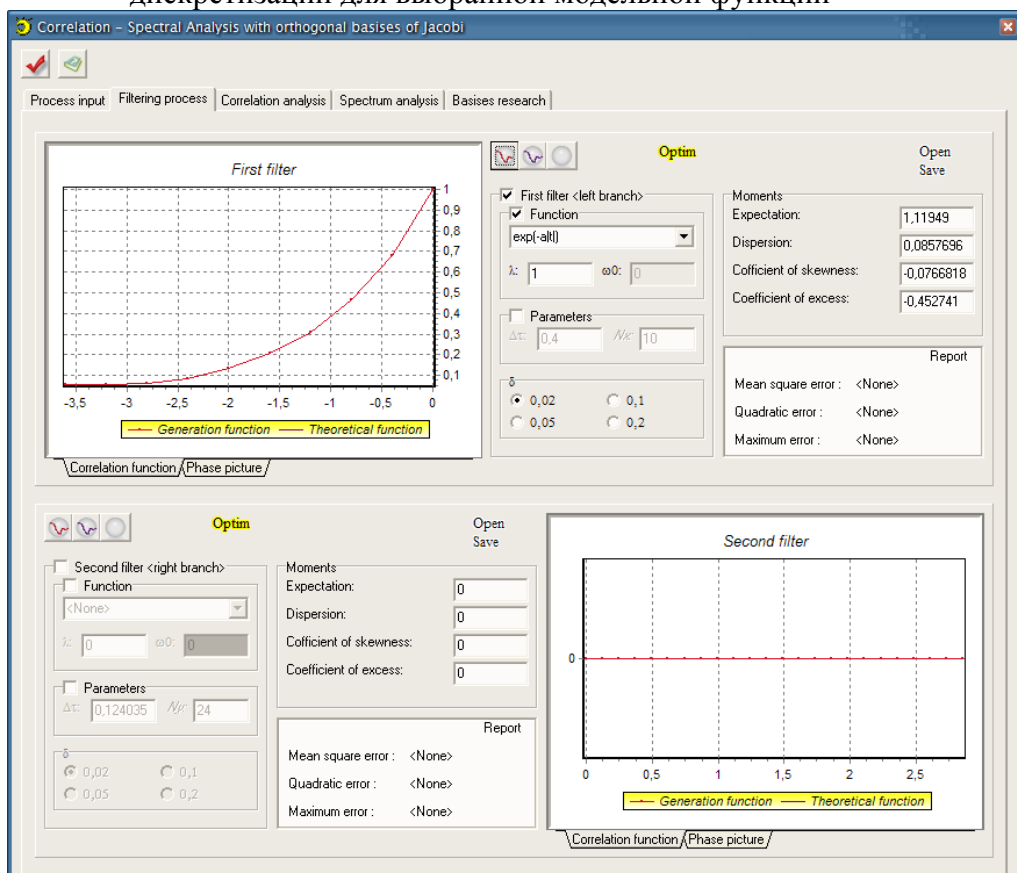 дискретизации для выбранной модельной функции
Correlation – Spectral Analysis with orthogonal basises of Jacobi
Process input Filtering process Correlation analysis Spectrum analysis Basises research
First filter
1
0,9
0,8
0,7
0,6
0,5
0,4
0,3
0,2
0,1
-3,5 -3 -2,5 -2 -1,5 -1 -0,5 0
Generation function Theoretical function
Correlation function Phase picture
Optim
Open
Save
First filter <left branch>
Function
exp(-a|t|)
λ: 1 ω0: 0
Parameters
Δτ: 0,4 Nк: 10
δ
0,02 0,1
0,05 0,2
Moments
Expectation: 1,11949
Dispersion: 0,0857696
Cofficient of skewness: -0,0766818
Coefficient of excess: -0,452741
Report
Mean square error : <None>
Quadratic error : <None>
Maximum error : <None>
Optim
Open
Save
Second filter <right branch>
Function
<None>
λ: 0 ω0: 0
Parameters
Δτ: 0,124035 Nк: 24
δ
0,02 0,1
0,05 0,2
Moments
Expectation: 0
Dispersion: 0
Cofficient of skewness: 0
Coefficient of excess: 0
Report
Mean square error : <None>
Quadratic error : <None>
Maximum error : <None>
Second filter
0
0 0,5 1 1,5 2 2,5
Generation function Theoretical function
Correlation function Phase picture